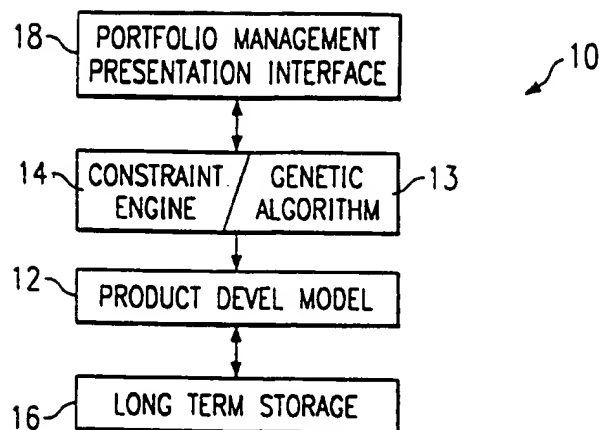 18 PORTFOLIO MANAGEMENT
PRESENTATION INTERFACE
10
14 CONSTRAINT ENGINE
GENETIC ALGORITHM 13
12 PRODUCT DEVEL MODEL
16 LONG TERM STORAGE